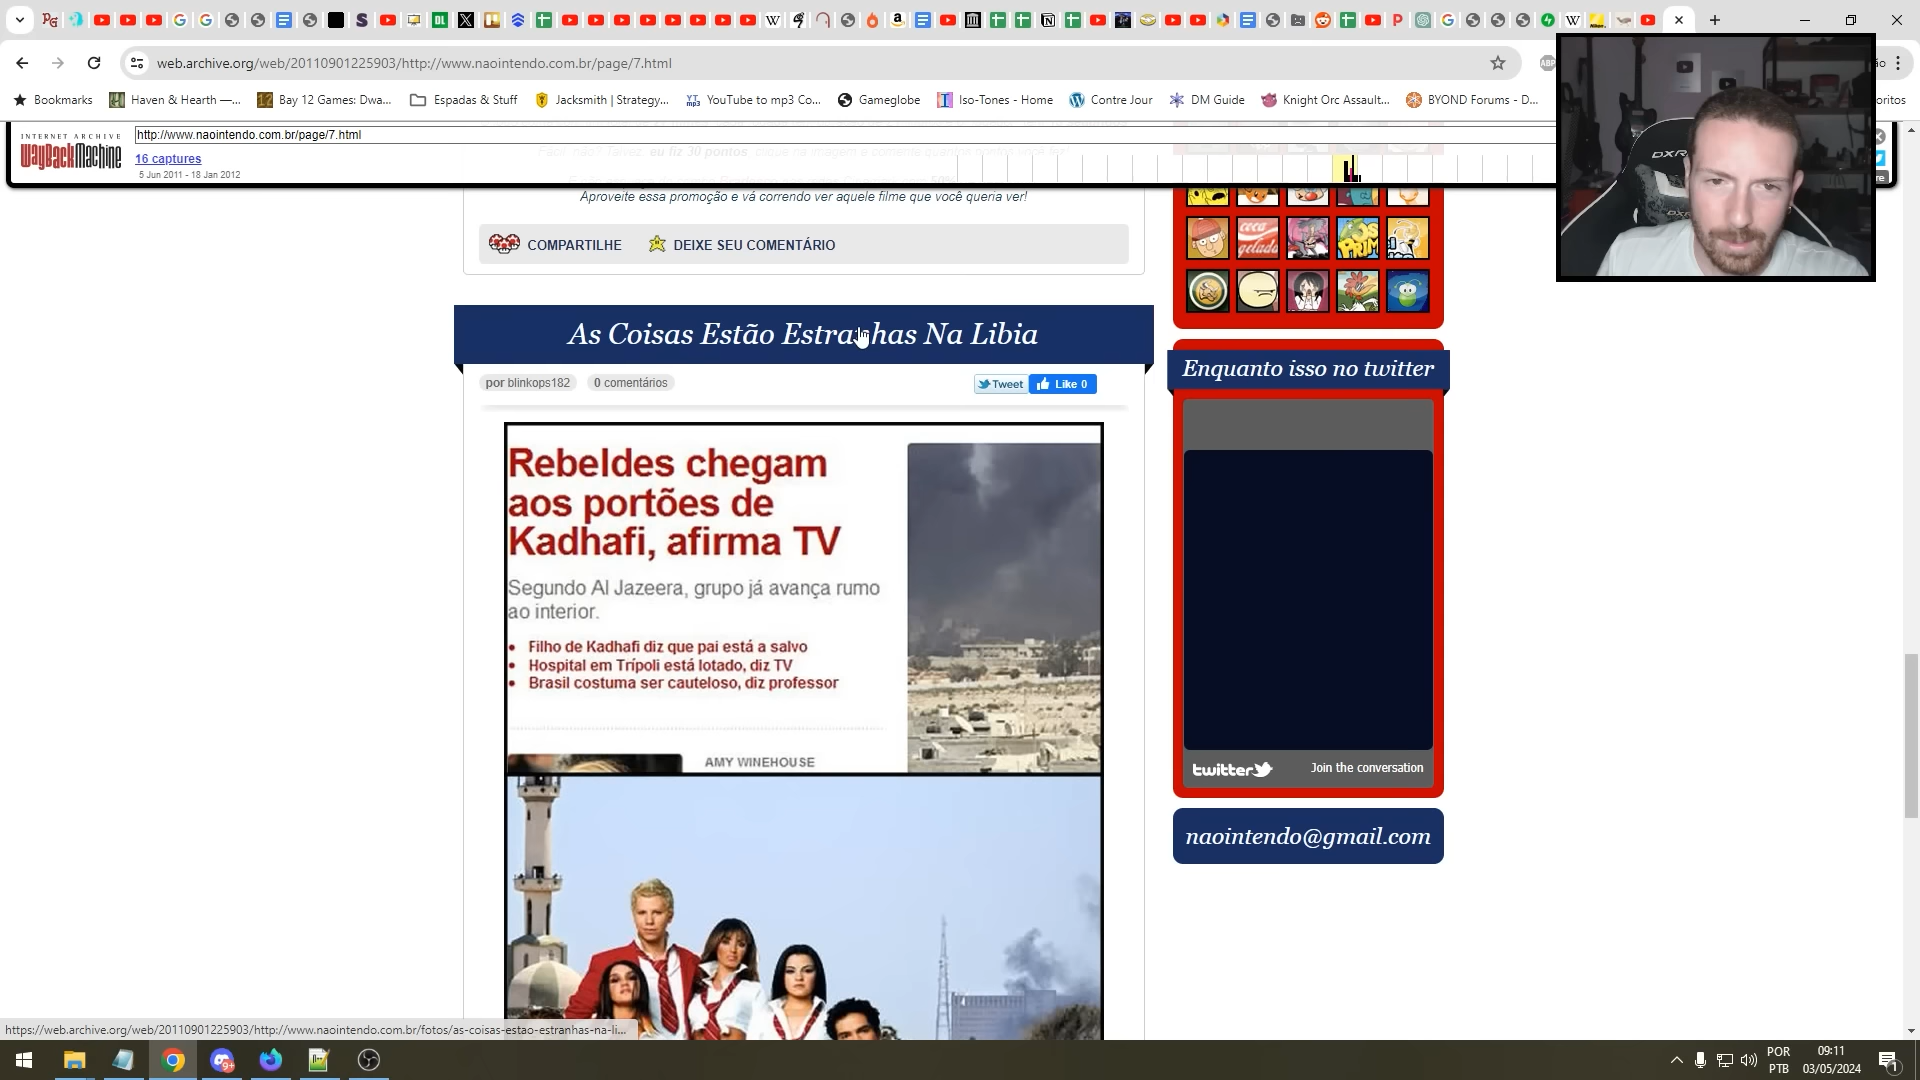 web.archive.org/web/20110901225903/http://www.naointendo.com.br/page/7.html
Bookmarks
Haven & Hearth —...
Bay 12 Games: Dwa...
Espadas & Stuff
Jacksmith | Strategy...
YouTube to mp3 Co...
Gameglobe
Iso-Tones - Home
Contre Jour
DM Guide
Knight Orc Assault...
BYOND Forums - D...
INTERNET ARCHIVE
WayBackMachine
http://www.naointendo.com.br/page/7.html
16 captures
5 Jun 2011 - 18 Jan 2012
Aproveite essa promoção e vá correndo ver aquele filme que você queria ver!
COMPARTILHE
DEIXE SEU COMENTÁRIO
As Coisas Estão Estranhas Na Libia
por blinkops182
0 comentários
Tweet
Like 0
Rebeldes chegam
aos portões de
Kadhafi, afirma TV
Segundo Al Jazeera, grupo já avança rumo
ao interior.
• Filho de Kadhafi diz que pai está a salvo
• Hospital em Trípoli está lotado, diz TV
• Brasil costuma ser cauteloso, diz professor
AMY WINEHOUSE
coca
gelada
Enquanto isso no twitter
twitter
Join the conversation
naointendo@gmail.com
DXR
https://web.archive.org/web/20110901225903/http://www.naointendo.com.br/fotos/as-coisas-estao-estranhas-na-li...
9+
POR
PTB
09:11
03/05/2024
1